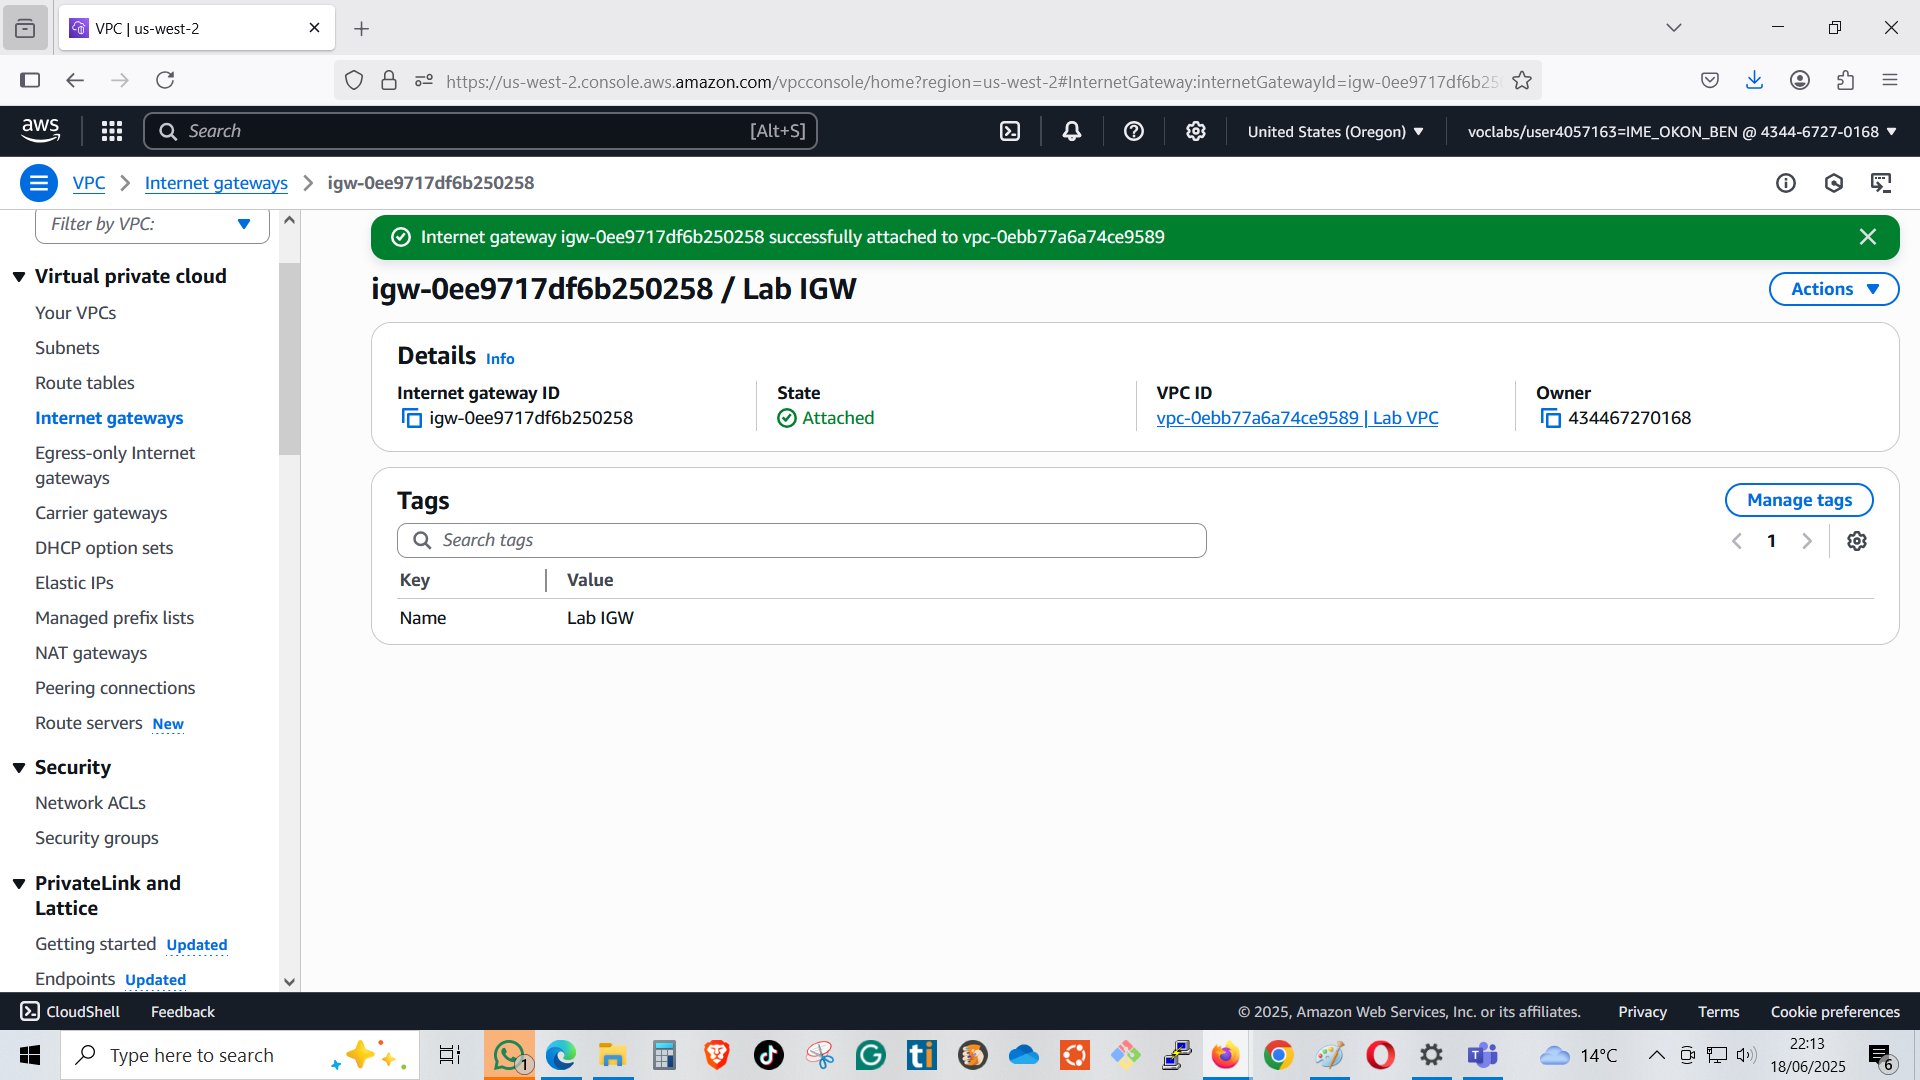 VPC | us-west-2
https://us-west-2.console.aws.amazon.com/vpcconsole/home?region=us-west-2#InternetGateway:internetGatewayId=igw-0ee9717df6b25
aws
Search
[Alt+S]
United States (Oregon)
voclabs/user4057163=IME_OKON_BEN @ 4344-6727-0168
VPC
Internet gateways
igw-0ee9717df6b250258
Filter by VPC:
Virtual private cloud
Your VPCs
Subnets
Route tables
Internet gateways
Egress-only Internet
gateways
Carrier gateways
DHCP option sets
Elastic IPs
Managed prefix lists
NAT gateways
Peering connections
Route servers New
Security
Network ACLs
Security groups
PrivateLink and
Lattice
Getting started Updated
Endpoints Updated
Internet gateway igw-0ee9717df6b250258 successfully attached to vpc-0ebb77a6a74ce9589
igw-0ee9717df6b250258 / Lab IGW
Actions
Details Info
Internet gateway ID
igw-0ee9717df6b250258
State
Attached
VPC ID
vpc-0ebb77a6a74ce9589 | Lab VPC
Owner
434467270168
Tags
Manage tags
Search tags
1
Key Value
Name Lab IGW
CloudShell
Feedback
© 2025, Amazon Web Services, Inc. or its affiliates.
Privacy
Terms
Cookie preferences
Type here to search
1
ti
14°C
22:13
18/06/2025
6